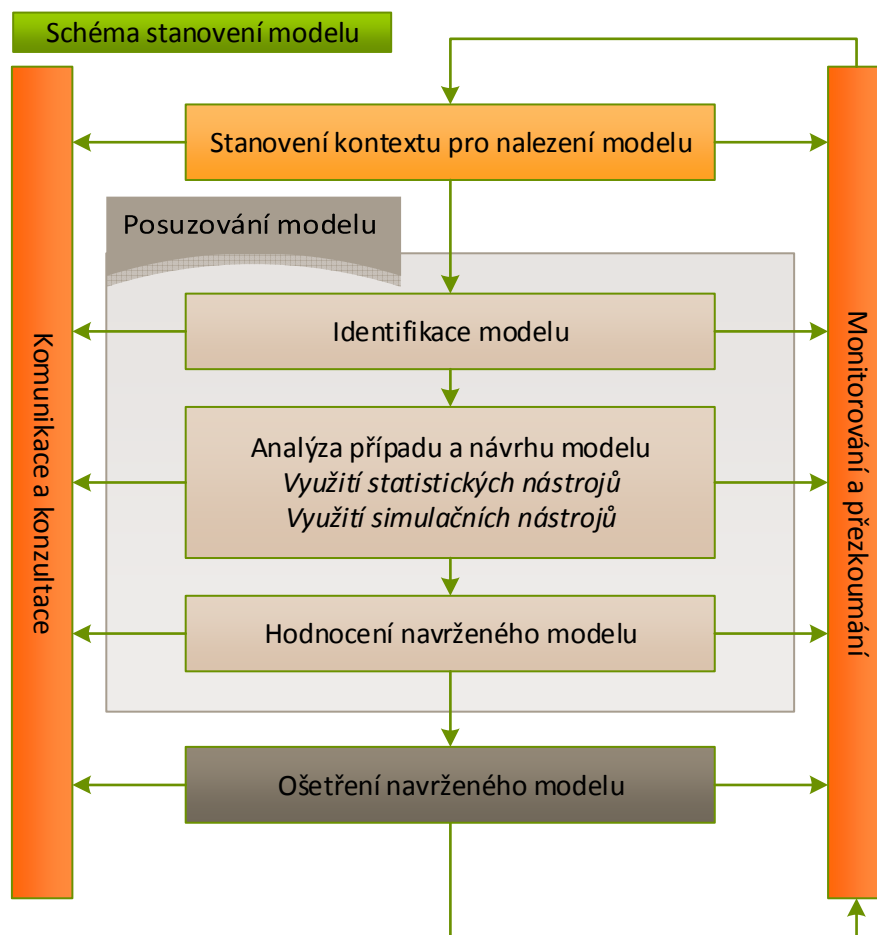 Schéma stanovení modelu
Stanovení kontextu pro nalezení modelu
Posuzování modelu
Identifikace modelu
Analýza případu a návrhu modelu
Využití statistických nástrojů
Využití simulačních nástrojů
Hodnocení navrženého modelu
Ošetření navrženého modelu
Komunikace a konzultace
Monitorování a přezkoumání